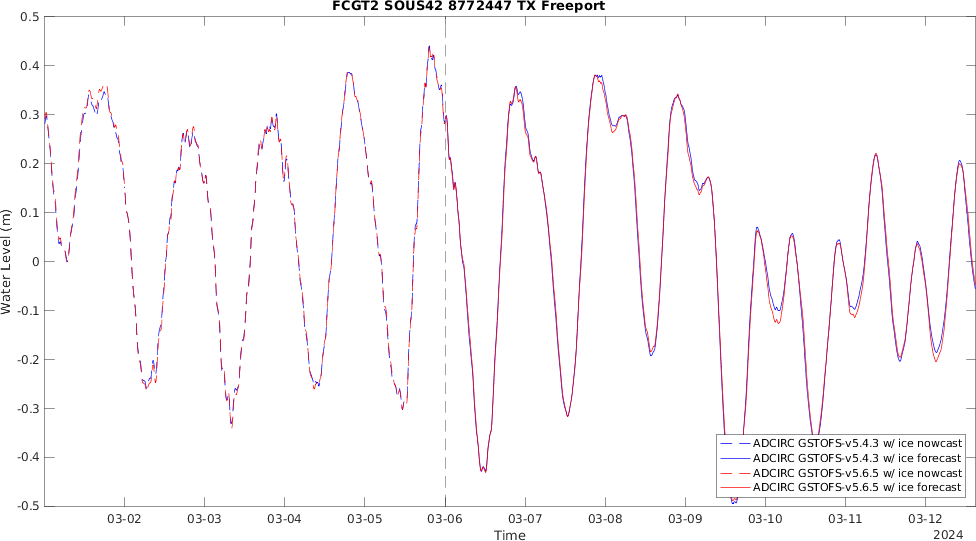 FCGT2 SOUS42 8772447 TX Freeport
Water Level (m)
0.5
0.4
0.3
0.2
0.1
0
-0.1
-0.2
-0.3
-0.4
-0.5
ADCIRC GSTOFS-v5.4.3 w/ ice nowcast
ADCIRC GSTOFS-v5.4.3 w/ ice forecast
ADCIRC GSTOFS-v5.6.5 w/ ice nowcast
ADCIRC GSTOFS-v5.6.5 w/ ice forecast
03-02 03-03 03-04 03-05 03-06 03-07 03-08 03-09 03-10 03-11 03-12
Time
2024